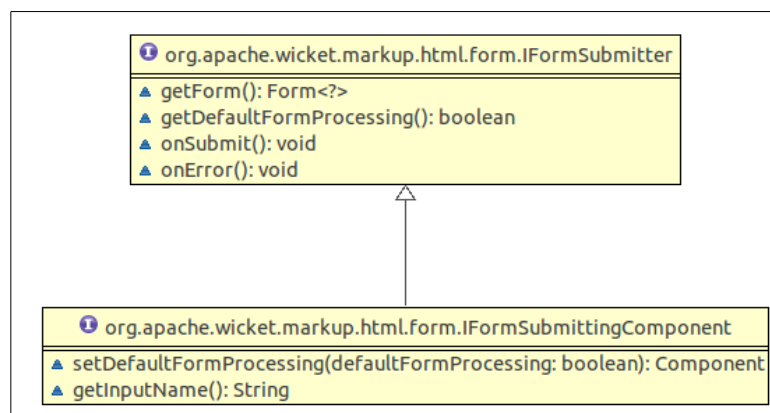 I org.apache.wicket.markup.html.form.IFormSubmitter
getForm(): Form<?>
getDefaultFormProcessing(): boolean
onSubmit(): void
onError(): void
I org.apache.wicket.markup.html.form.IFormSubmittingComponent
setDefaultFormProcessing(defaultFormProcessing: boolean): Component
getInputName(): String